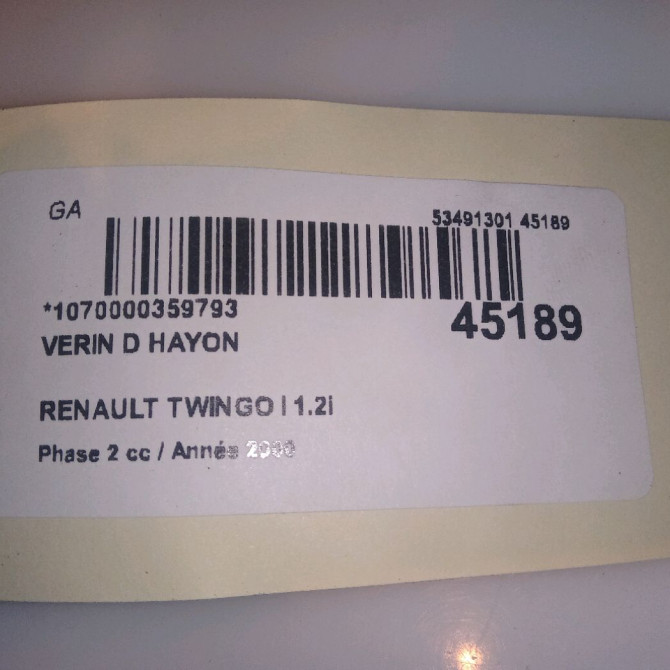 GA
53491301 45189
*1070000359793
45189
VERIN D HAYON
RENAULT TWINGO I 1.2i
Phase 2 cc / Année 2000